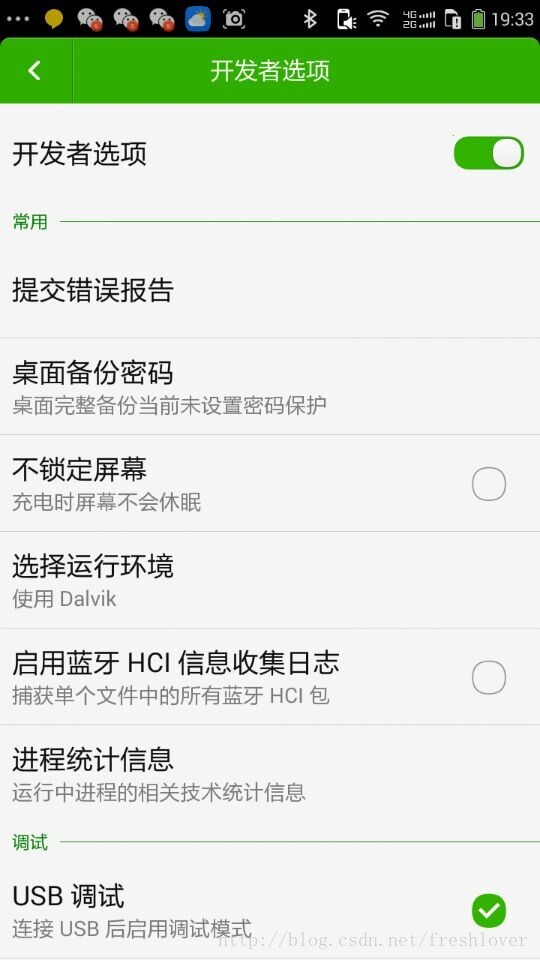 4G
2G
19:33
开发者选项
开发者选项
常用
提交错误报告
桌面备份密码
桌面完整备份当前未设置密码保护
不锁定屏幕
充电时屏幕不会休眠
选择运行环境
使用 Dalvik
启用蓝牙 HCI 信息收集日志
捕获单个文件中的所有蓝牙 HCI 包
进程统计信息
运行中进程的相关技术统计信息
调试
USB 调试
连接 USB 后启用调试模式
http://blog.csdn.net/freshlover